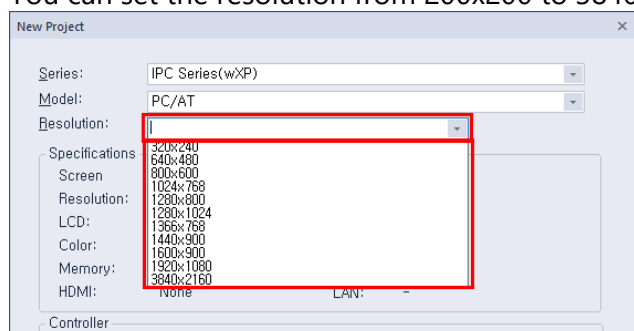 You can set the resolution from 200x200 to 3840
New Project
Series: IPC Series(wXP)
Model: PC/AT
Resolution:
320x240
640x480
800x600
1024x768
1280x800
1280x1024
1366x768
1440x900
1600x900
1920x1080
3840x2160
Specifications
Screen
Resolution:
LCD:
Color:
Memory:
HDMI: None LAN: -
Controller